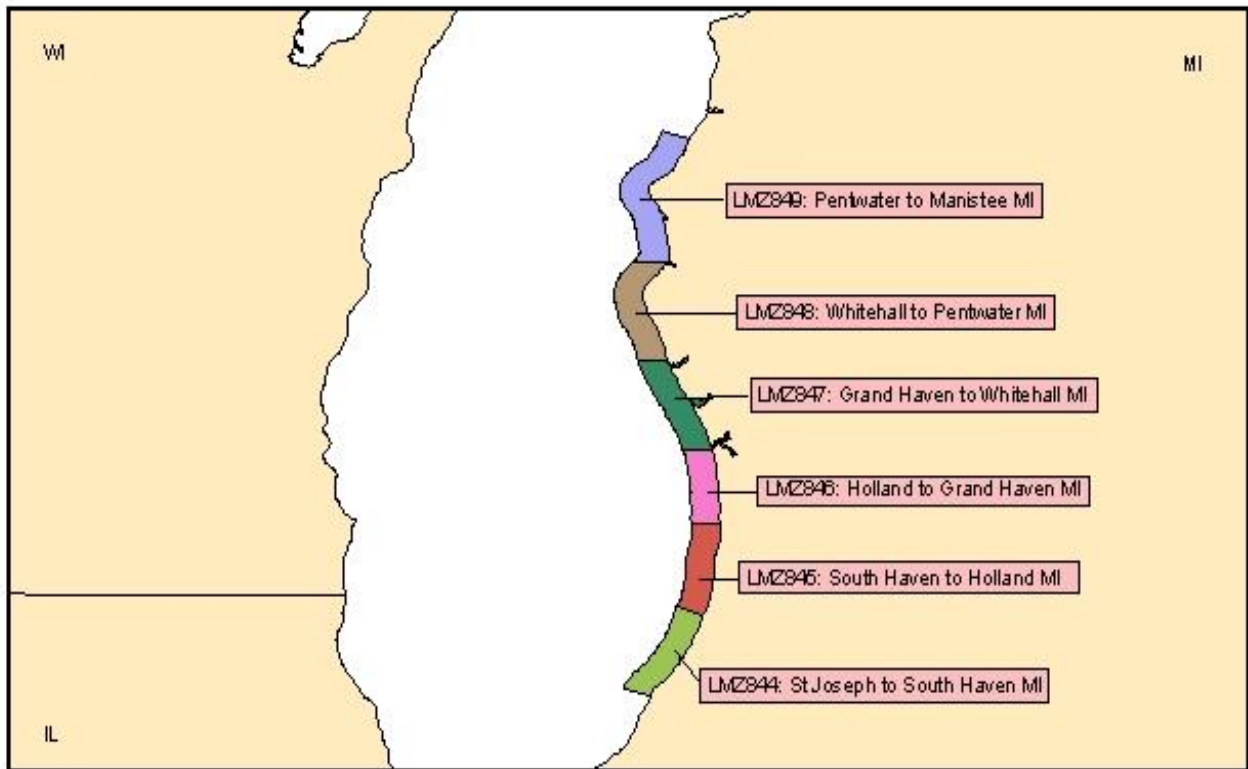 WI
MI
LMZ849: Pentwater to Manistee MI
LMZ848: Whitehall to Pentwater MI
LMZ847: Grand Haven to Whitehall MI
LMZ846: Holland to Grand Haven MI
LMZ845: South Haven to Holland MI
LMZ844: St Joseph to South Haven MI
IL